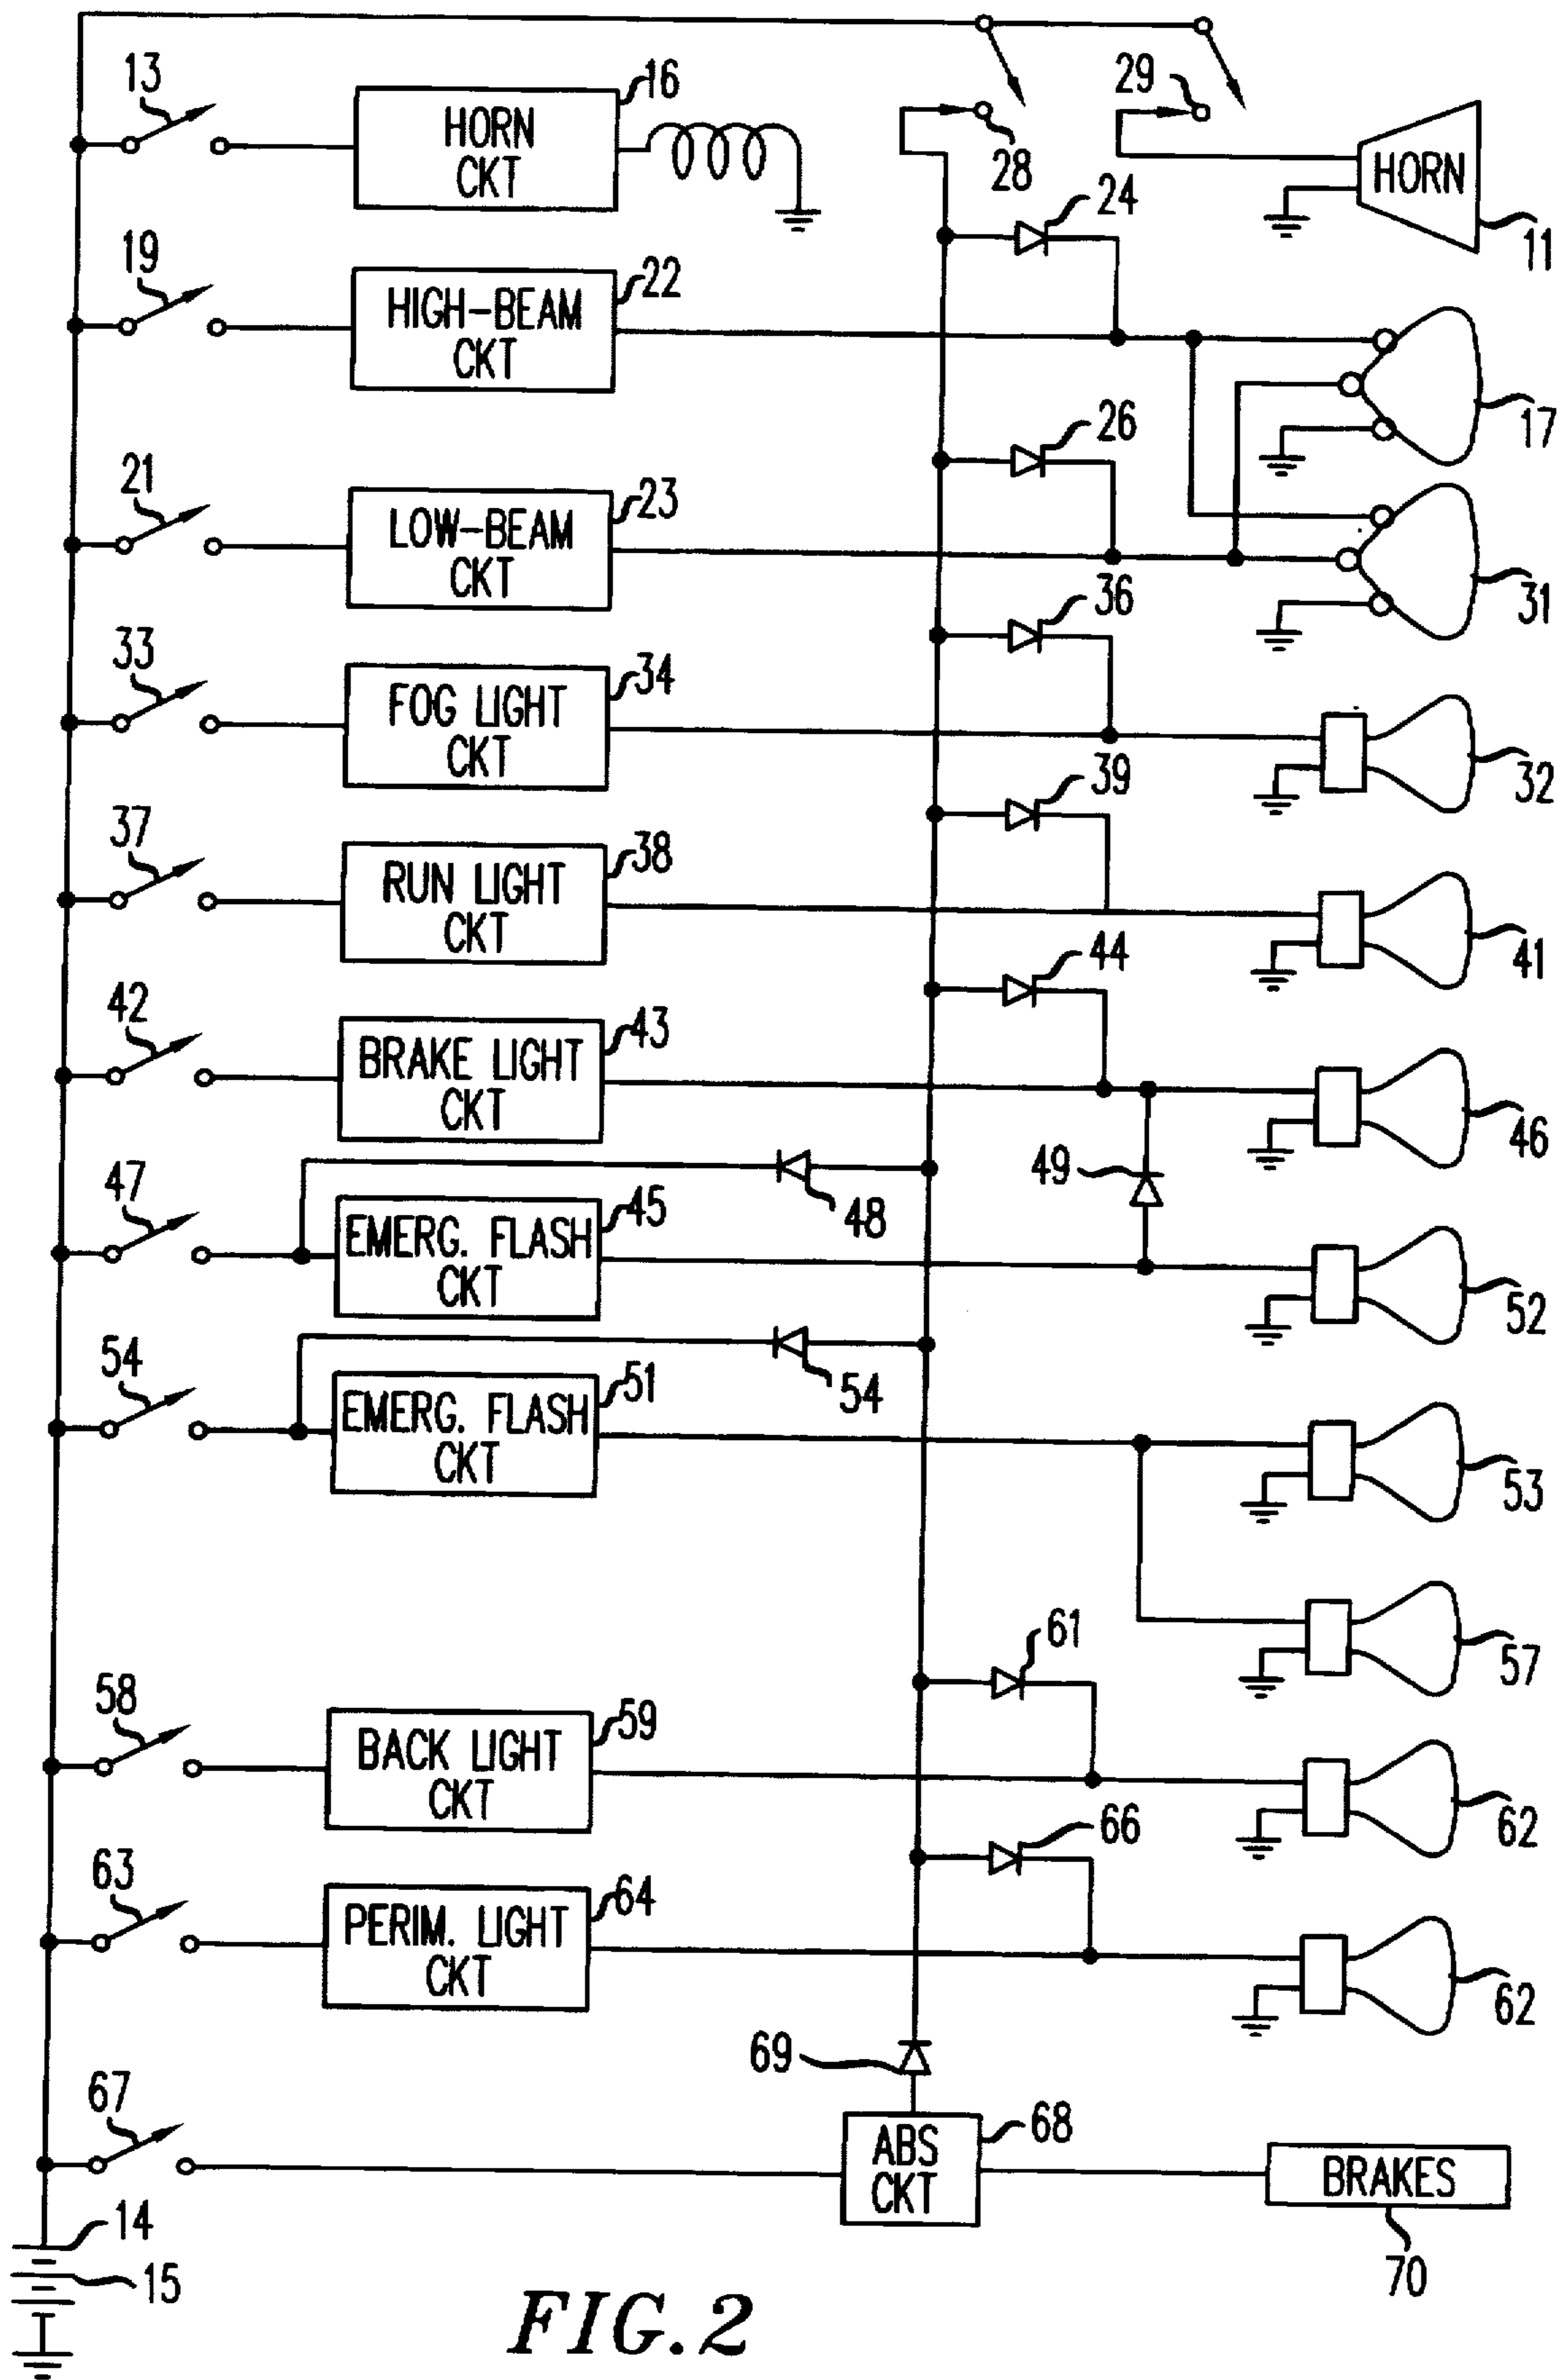 13
HORN
CKT
16
28
29
HORN
11
24
19
HIGH-BEAM
CKT
22
17
26
21
LOW-BEAM
CKT
23
31
36
33
FOG LIGHT
CKT
34
32
39
37
RUN LIGHT
CKT
38
41
44
42
BRAKE LIGHT
CKT
43
46
49
48
47
EMERG. FLASH
CKT
45
52
54
54
EMERG. FLASH
CKT
51
53
57
61
58
BACK LIGHT
CKT
59
62
66
63
PERIM. LIGHT
CKT
64
62
69
67
ABS
CKT
68
BRAKES
70
14
15
FIG. 2